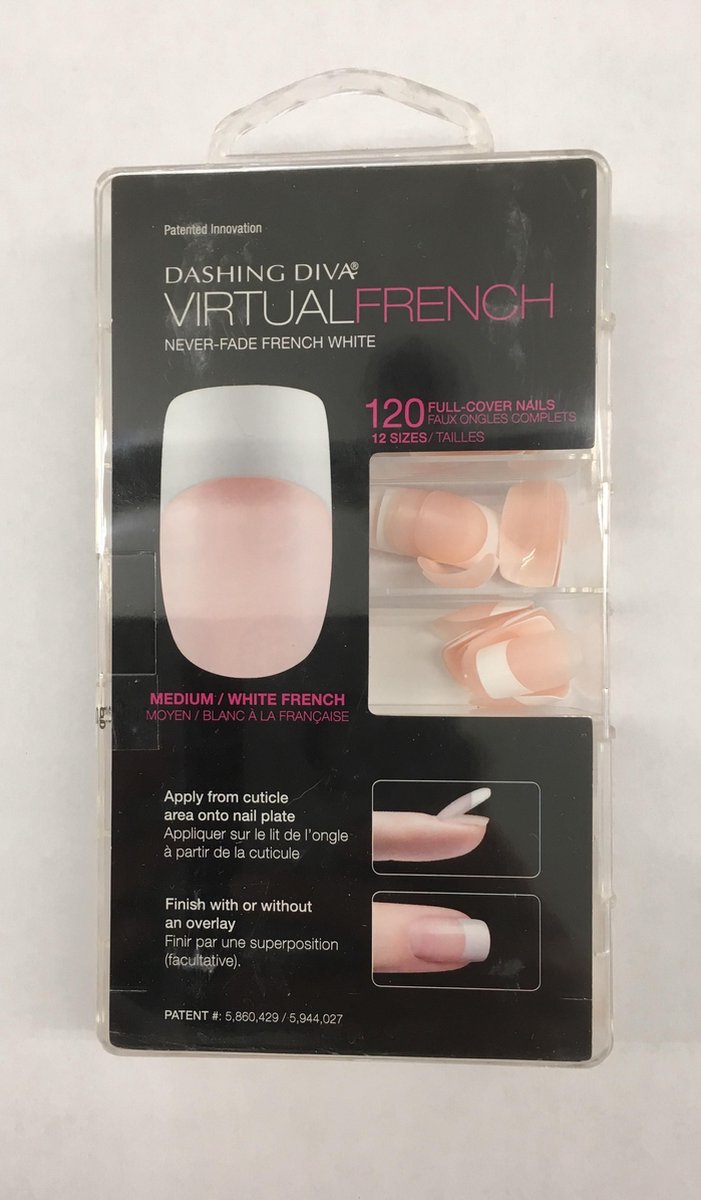 Patented Innovation
DASHING DIVA®
VIRTUALFRENCH
NEVER-FADE FRENCH WHITE
120 FULL-COVER NAILS
FAUX ONGLES COMPLETS
12 SIZES / TAILLES
MEDIUM / WHITE FRENCH
MOYEN / BLANC À LA FRANÇAISE
Apply from cuticle
area onto nail plate
Appliquer sur le lit de l'ongle
à partir de la cuticule
Finish with or without
an overlay
Finir par une superposition
(facultative).
PATENT #: 5,860,429 / 5,944,027